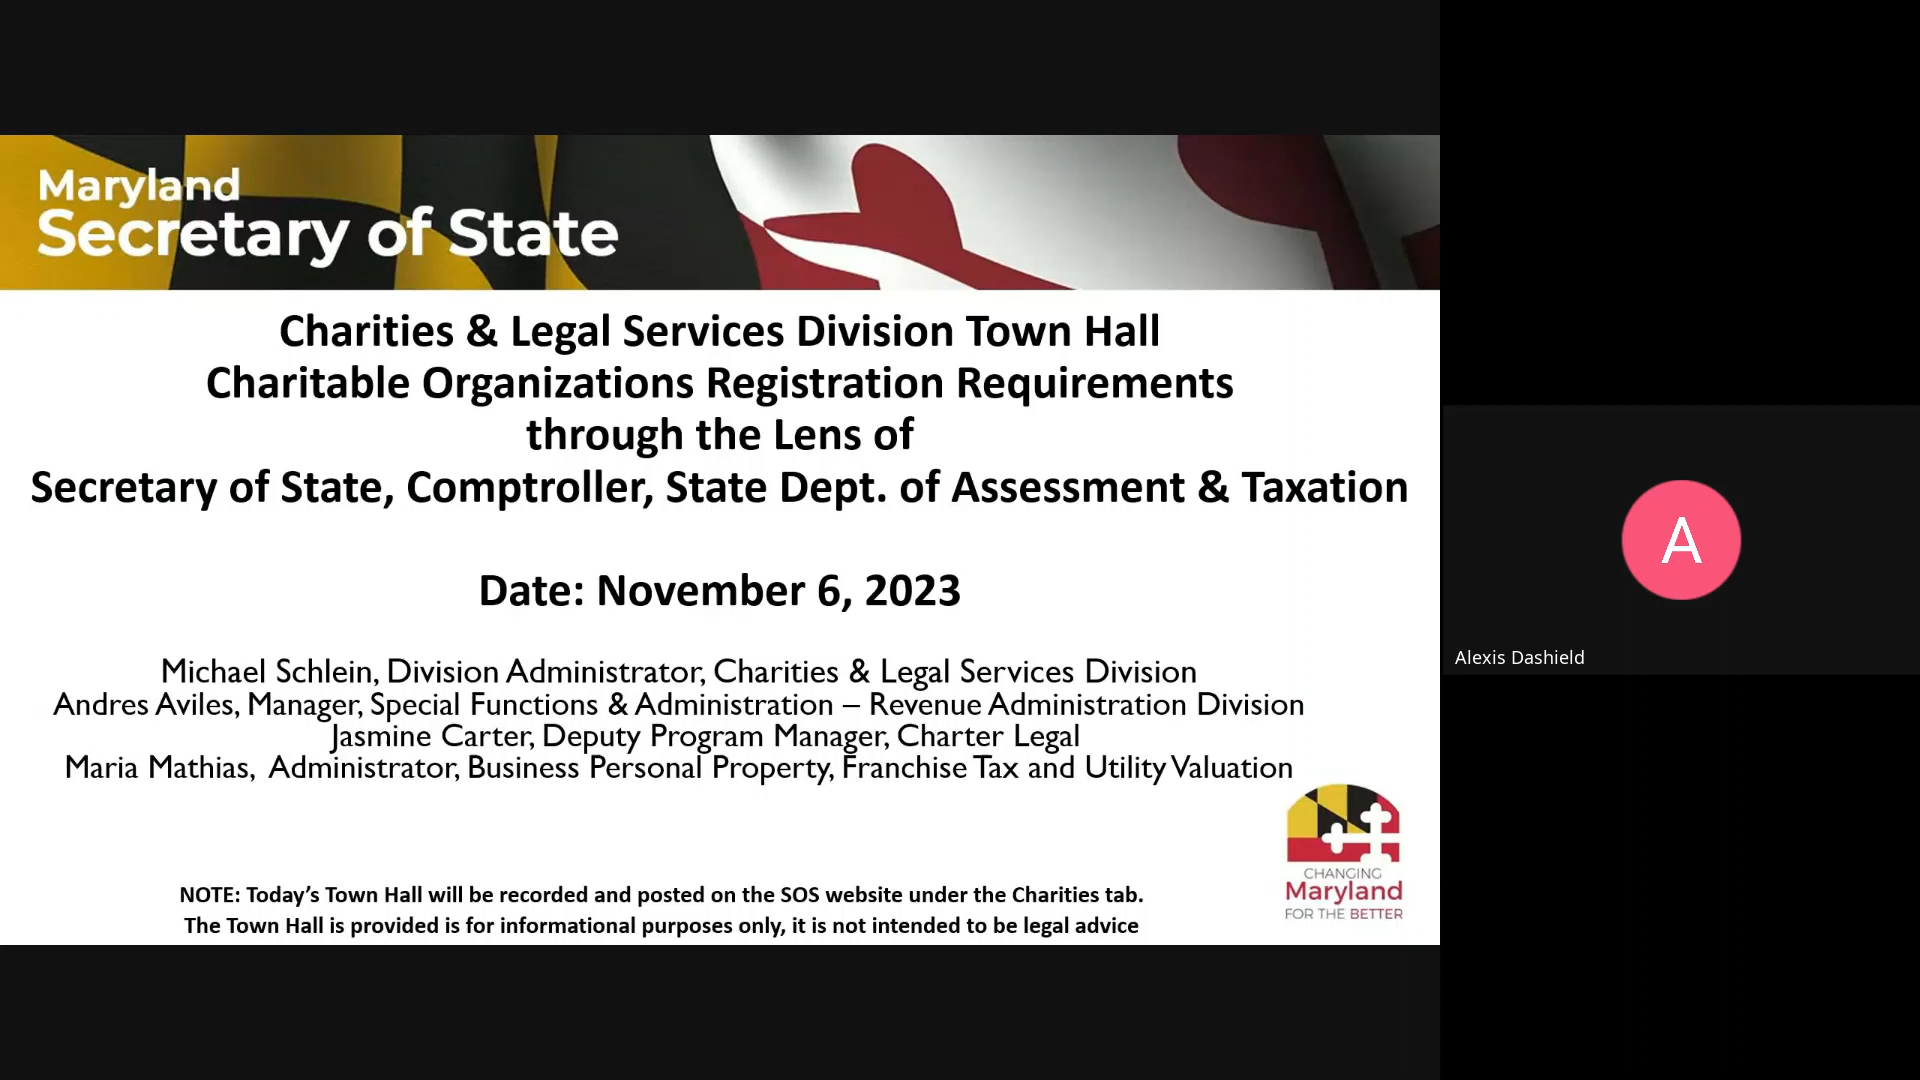 Maryland
Secretary of State
Charities & Legal Services Division Town Hall
Charitable Organizations Registration Requirements
through the Lens of
Secretary of State, Comptroller, State Dept. of Assessment & Taxation
Date: November 6, 2023
Michael Schlein, Division Administrator, Charities & Legal Services Division
Andres Aviles, Manager, Special Functions & Administration – Revenue Administration Division
Jasmine Carter, Deputy Program Manager, Charter Legal
Maria Mathias, Administrator, Business Personal Property, Franchise Tax and Utility Valuation
CHANGING
Maryland
FOR THE BETTER
NOTE: Today’s Town Hall will be recorded and posted on the SOS website under the Charities tab.
The Town Hall is provided is for informational purposes only, it is not intended to be legal advice
A
Alexis Dashield